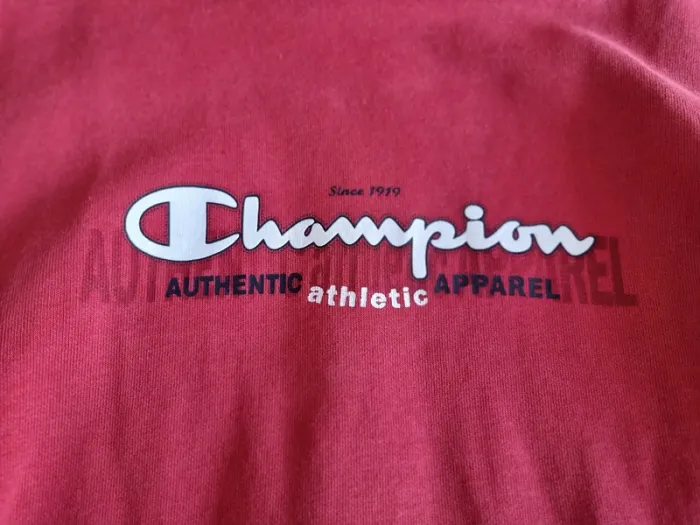 Since 1919
Champion
AUTHENTIC athletic APPAREL